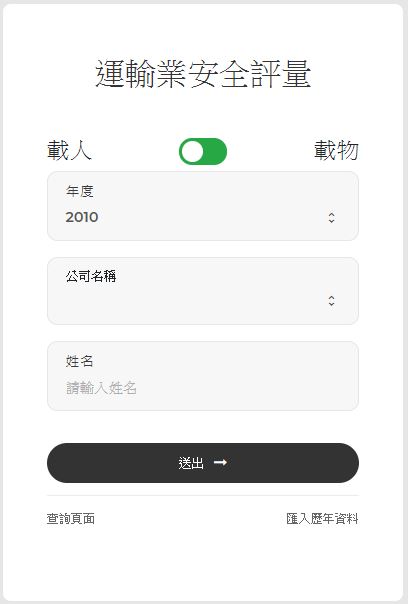 運輸業安全評量
載人 載物
年度
2010
公司名稱
姓名
請輸入姓名
送出 →
查詢頁面 匯入歷年資料